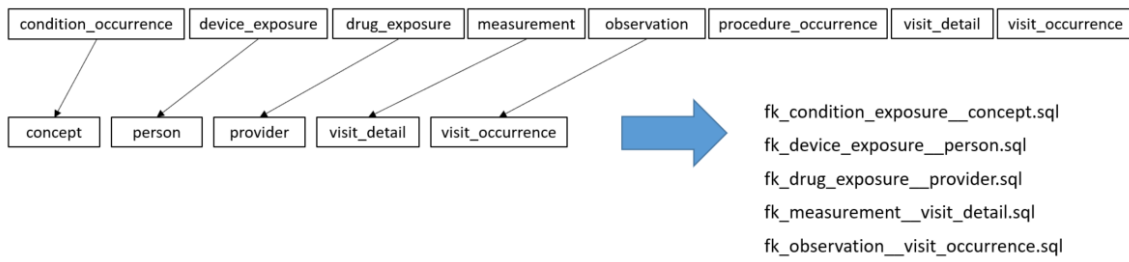 condition_occurrence device_exposure drug_exposure measurement observation procedure_occurrence visit_detail visit_occurrence
concept person provider visit_detail visit_occurrence
fk_condition_exposure__concept.sql
fk_device_exposure__person.sql
fk_drug_exposure__provider.sql
fk_measurement__visit_detail.sql
fk_observation__visit_occurrence.sql